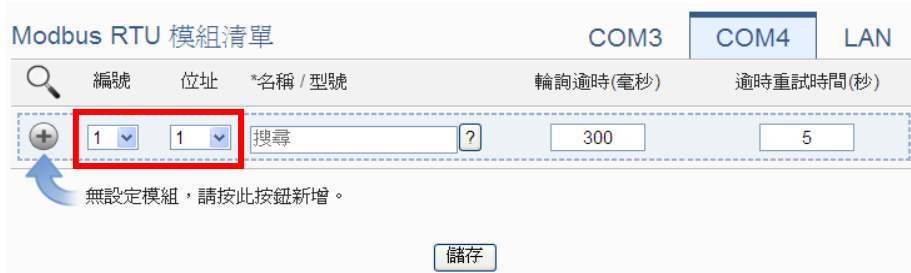 Modbus RTU 模組清單 COM3 COM4 LAN
編號 位址 *名稱 / 型號 輪詢逾時(毫秒) 逾時重試時間(秒)
1 1 搜尋 ? 300 5
無設定模組，請按此按鈕新增。
儲存